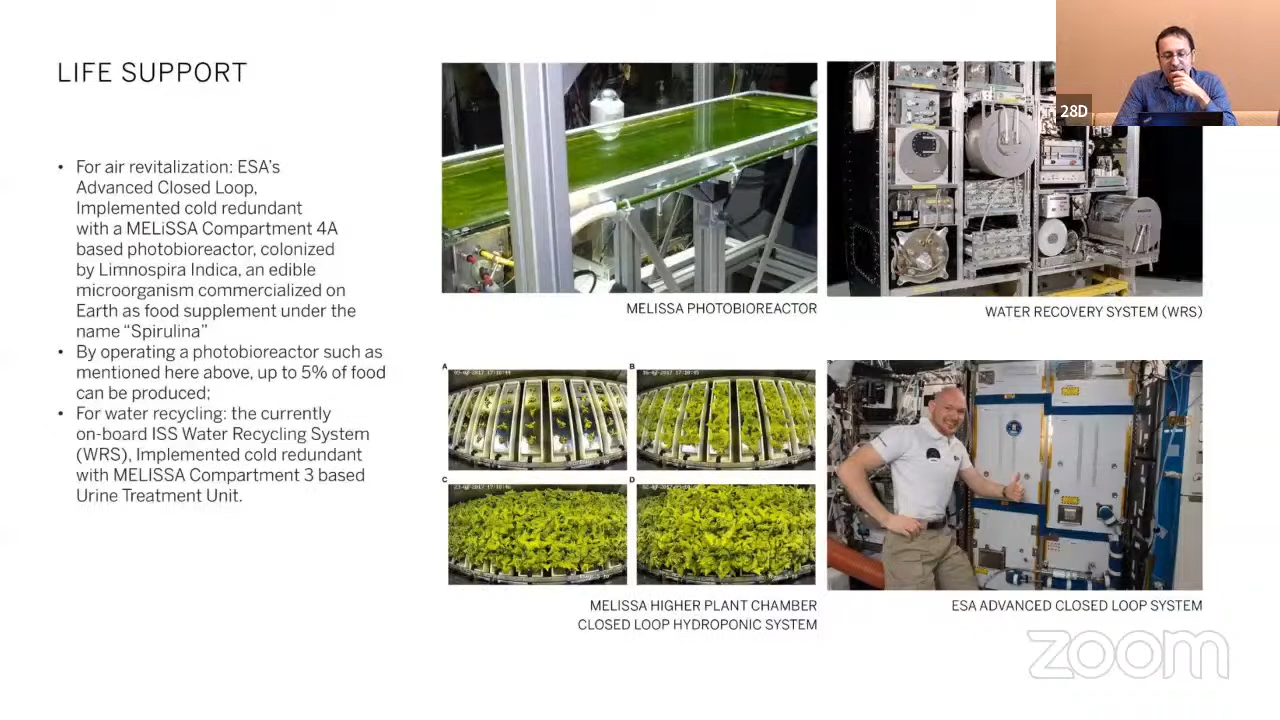 LIFE SUPPORT
• For air revitalization: ESA’s
Advanced Closed Loop,
Implemented cold redundant
with a MELiSSA Compartment 4A
based photobioreactor, colonized
by Limnospira Indica, an edible
microorganism commercialized on
Earth as food supplement under the
name “Spirulina”
• By operating a photobioreactor such as
mentioned here above, up to 5% of food
can be produced;
• For water recycling: the currently
on-board ISS Water Recycling System
(WRS), Implemented cold redundant
with MELISSA Compartment 3 based
Urine Treatment Unit.
MELISSA PHOTOBIOREACTOR
WATER RECOVERY SYSTEM (WRS)
A
B
C
D
MELISSA HIGHER PLANT CHAMBER
CLOSED LOOP HYDROPONIC SYSTEM
ESA ADVANCED CLOSED LOOP SYSTEM
28D
zoom